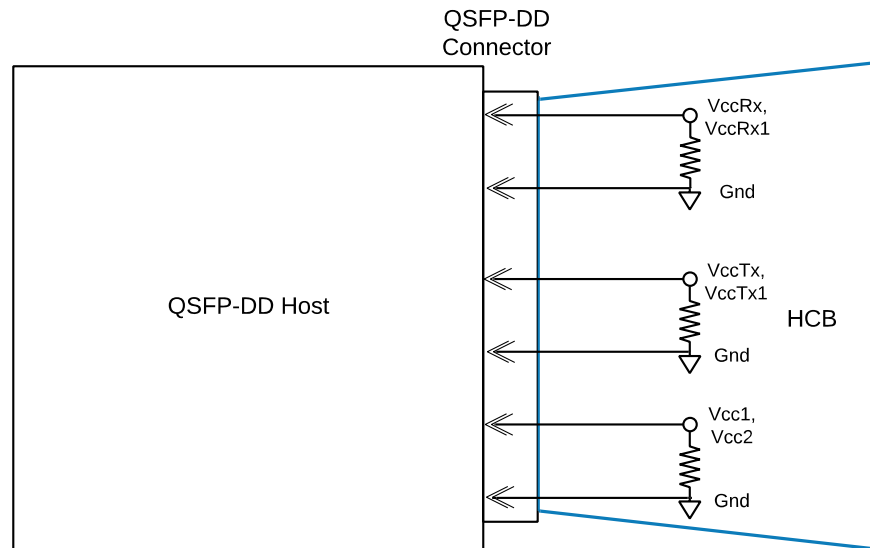 QSFP-DD
Connector
VccRx,
VccRx1
Gnd
VccTx,
VccTx1
QSFP-DD Host
HCB
Gnd
Vcc1,
Vcc2
Gnd